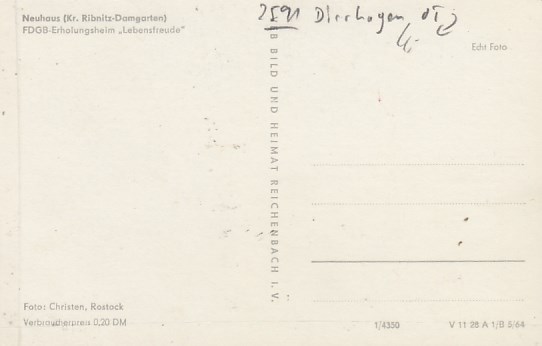 2591 Dierhagen
Neuhaus (Kr. Ribnitz-Damgarten)
FDGB-Erholungsheim „Lebensfreude"
Echt Foto
B BILD UND HEIMAT REICHENBACH I. V.
Foto: Christen, Rostock
Verbraucherpreis 0,20 DM
1/4350
V 11 28 A 1/B 5/64